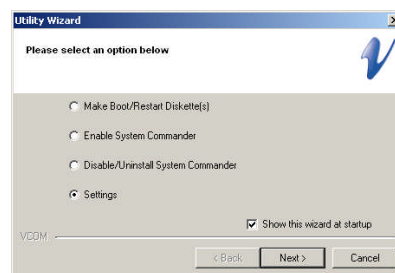 Utility Wizard
Please select an option below
Make Boot/Restart Diskette(s)
Enable System Commander
Disable/Uninstall System Commander
Settings
Show this wizard at startup
VCOM
< Back
Next >
Cancel